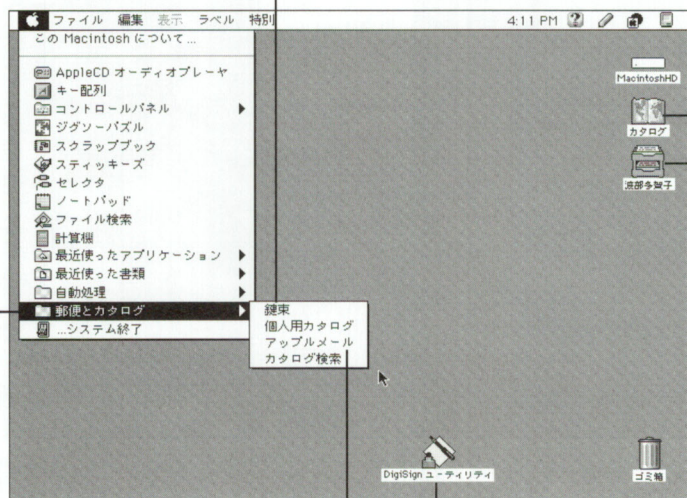 ファイル 編集 表示 ラベル 特別 4:11 PM
この Macintosh について...
AppleCD オーディオプレーヤ
キー配列
コントロールパネル
ジグソーパズル
スクラップブック
スティッキーズ
セレクタ
ノートパッド
ファイル検索
計算機
最近使ったアプリケーション
最近使った書類
自動処理
郵便とカタログ
...システム終了
鍵束
個人用カタログ
アップルメール
カタログ検索
MacintoshHD
カタログ
DigiSign ユーティリティ
ゴミ箱